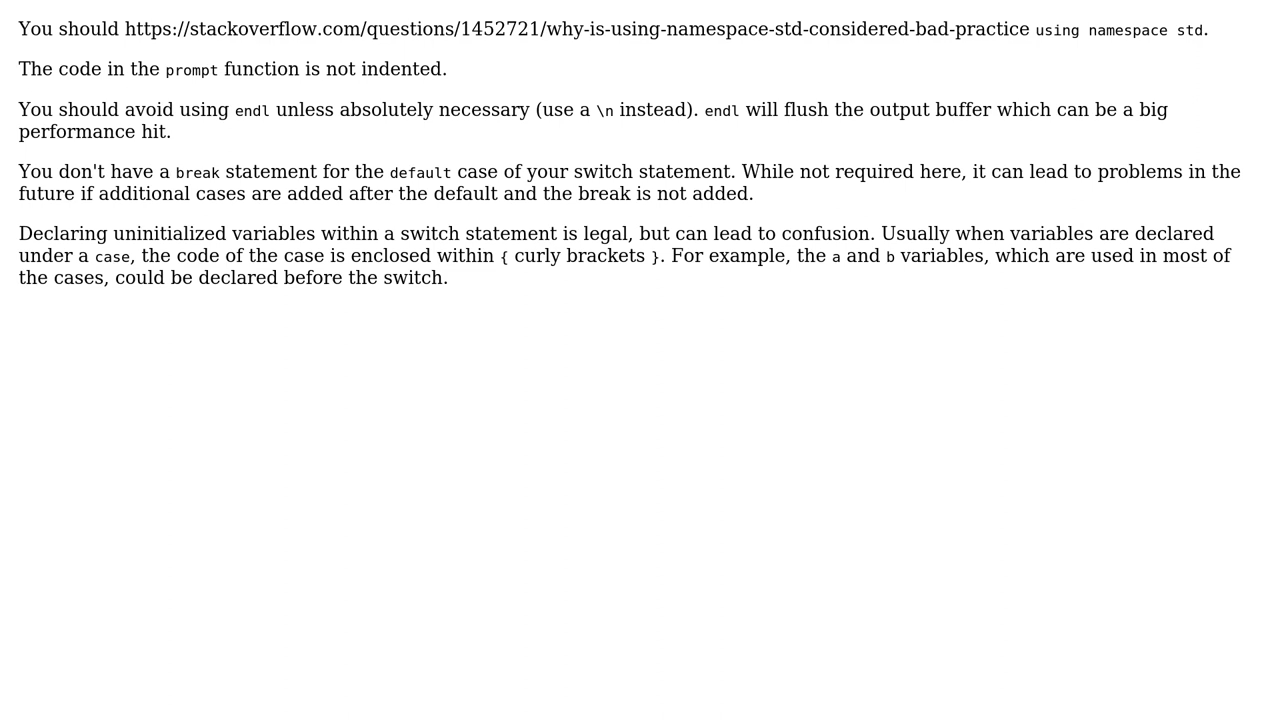 You should https://stackoverflow.com/questions/1452721/why-is-using-namespace-std-considered-bad-practice using namespace std.
The code in the prompt function is not indented.
You should avoid using endl unless absolutely necessary (use a \n instead). endl will flush the output buffer which can be a big
performance hit.
You don't have a break statement for the default case of your switch statement. While not required here, it can lead to problems in the
future if additional cases are added after the default and the break is not added.
Declaring uninitialized variables within a switch statement is legal, but can lead to confusion. Usually when variables are declared
under a case, the code of the case is enclosed within { curly brackets }. For example, the a and b variables, which are used in most of
the cases, could be declared before the switch.